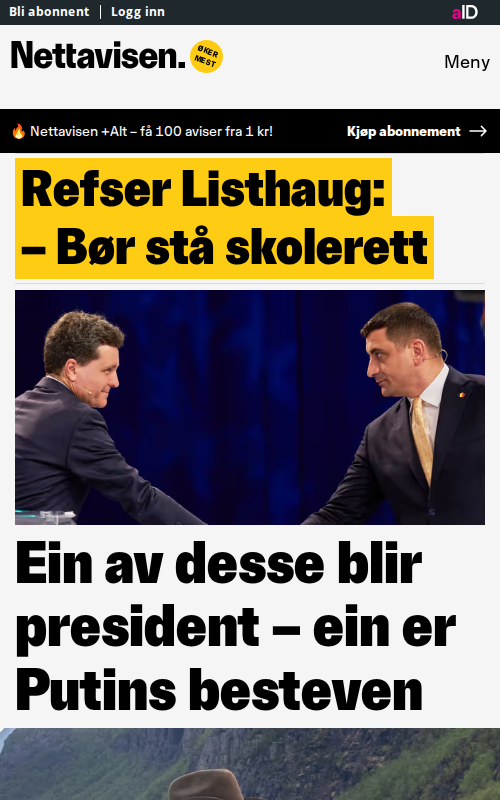 Bli abonnent | Logg inn
aID
Nettavisen.
ØKER
MEST
Meny
🔥 Nettavisen +Alt – få 100 aviser fra 1 kr!
Kjøp abonnement →
Refser Listhaug:
– Bør stå skolerett
Ein av desse blir
president – ein er
Putins besteven